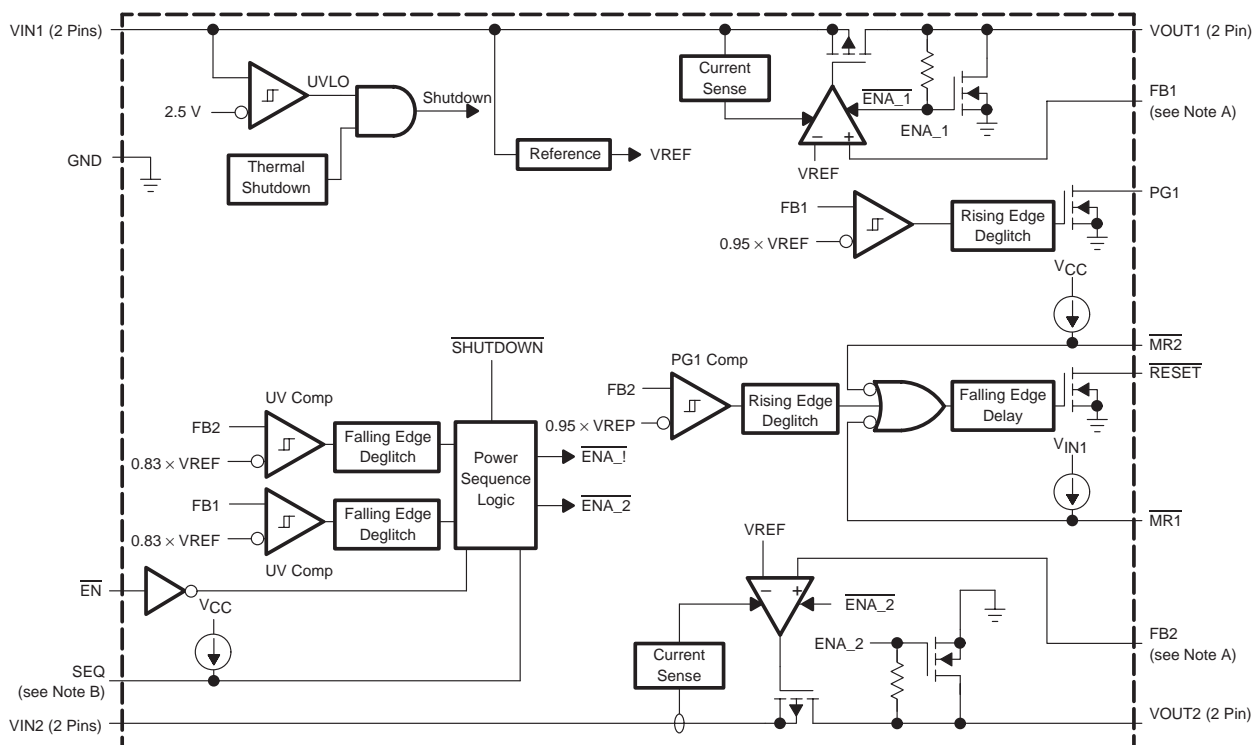 VIN1 (2 Pins)
VOUT1 (2 Pin)
UVLO
2.5 V
Shutdown
Current
Sense
ENA_1
ENA_1
FB1
(see Note A)
GND
Thermal
Shutdown
Reference
VREF
VREF
FB1
0.95 × VREF
Rising Edge
Deglitch
PG1
VCC
SHUTDOWN
PG1 Comp
MR2
RESET
FB2
0.95 × VREP
Rising Edge
Deglitch
Falling Edge
Delay
UV Comp
FB2
0.83 × VREF
Falling Edge
Deglitch
Power
Sequence
Logic
ENA_!
ENA_2
VIN1
FB1
0.83 × VREF
Falling Edge
Deglitch
UV Comp
MR1
VREF
EN
VCC
ENA_2
ENA_2
FB2
(see Note A)
SEQ
(see Note B)
Current
Sense
VIN2 (2 Pins)
VOUT2 (2 Pin)
− +
− +